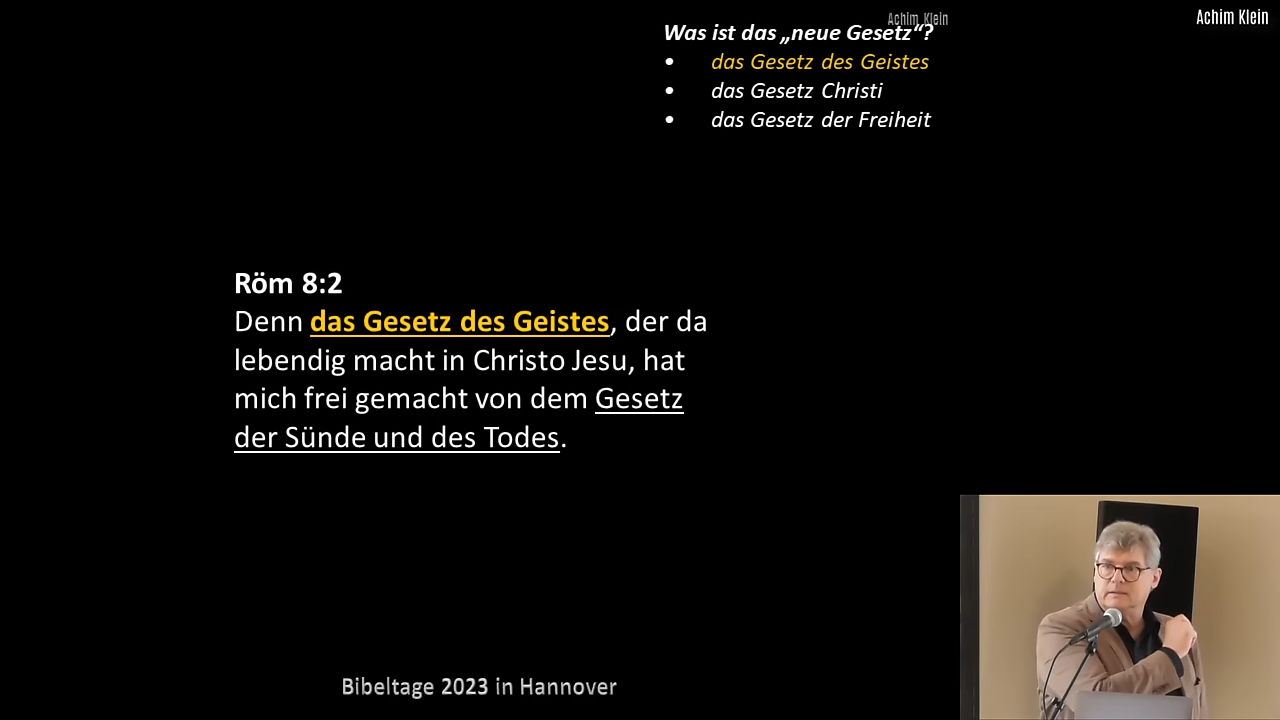 Achim Klein
Achim Klein
Was ist das „neue Gesetz“?
• das Gesetz des Geistes
• das Gesetz Christi
• das Gesetz der Freiheit
Röm 8:2
Denn das Gesetz des Geistes, der da
lebendig macht in Christo Jesu, hat
mich frei gemacht von dem Gesetz
der Sünde und des Todes.
Bibeltage 2023 in Hannover